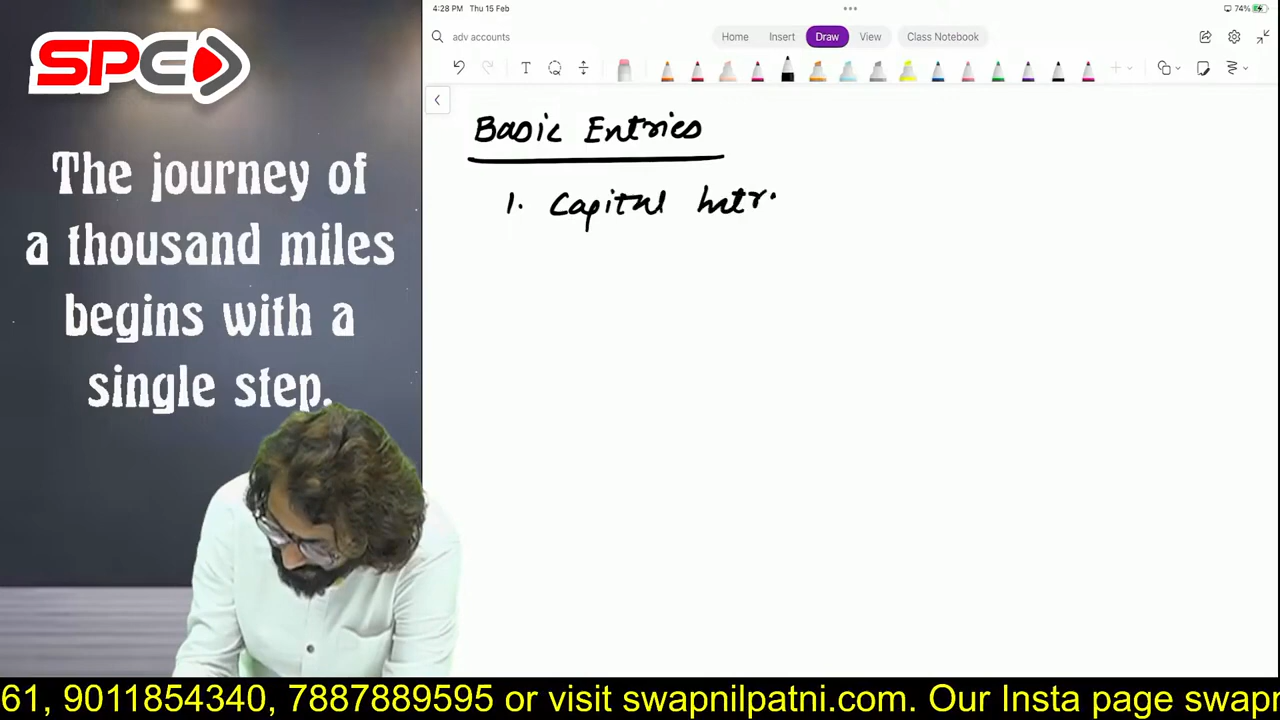 4:28 PM Thu 15 Feb
74%
SPC
adv accounts
Home Insert Draw View Class Notebook
The journey of
a thousand miles
begins with a
single step.
Basic Entries
1. Capital Intr.
61, 9011854340, 7887889595 or visit swapnilpatni.com. Our Insta page swapn